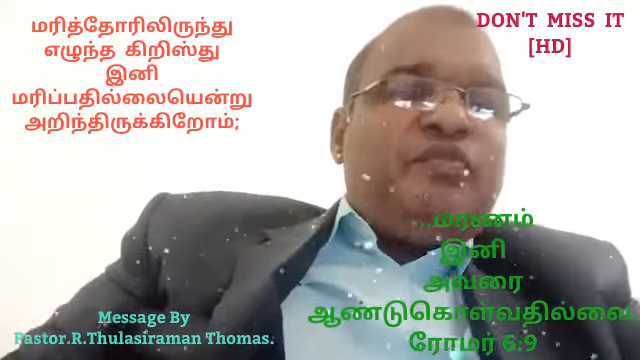 மரித்தோரிலிருந்து
எழுந்த கிறிஸ்து
இனி
மரிப்பதில்லையென்று
அறிந்திருக்கிறோம்;
DON'T MISS IT
[HD]
...மரணம்
இனி
அவரை
ஆண்டுகொள்வதில்லை.
ரோமர் 6:9
Message By
Pastor.R.Thulasiraman Thomas.